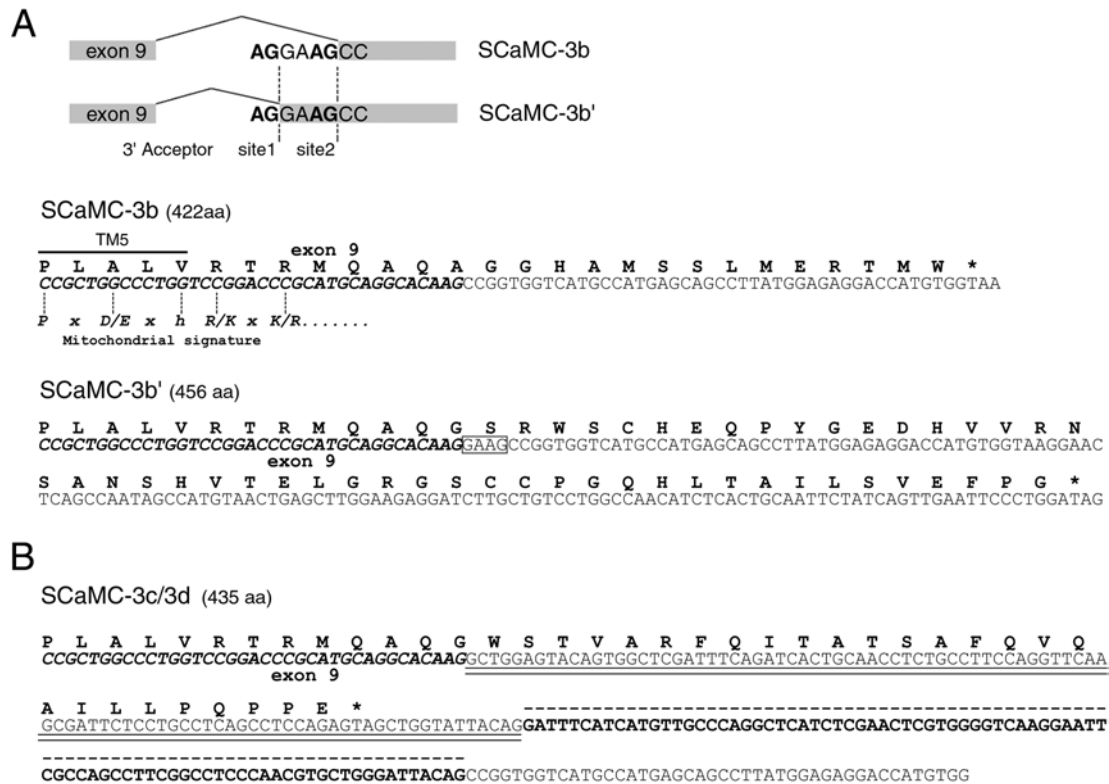 A
exon 9 AGGAAGCC SCaMC-3b
exon 9 AGGAAGCC SCaMC-3b'
3' Acceptor site1 site2
SCaMC-3b (422aa)
TM5
exon 9
P L A L V R T R M Q A Q A G G H A M S S L M E R T M W *
CCGCTGGCCCTGGTCCGGACCCGCATGCAGGCACAAGCCGGTGGTCATGCCATGAGCAGCCTTATGGAGAGGACCATGTGGTAA
P x D/E x h R/K x K/R.......
Mitochondrial signature
SCaMC-3b' (456 aa)
P L A L V R T R M Q A Q G S R W S C H E Q P Y G E D H V V R N
CCGCTGGCCCTGGTCCGGACCCGCATGCAGGCACAAGGAAGCCGGTGGTCATGCCATGAGCAGCCTTATGGAGAGGACCATGTGGTAAGGAAC
exon 9
S A N S H V T E L G R G S C C P G Q H L T A I L S V E F P G *
TCAGCCAATAGCCATGTAACTGAGCTTGGAAGAGGATCTTGCTGTCCTGGCCAACATCTCACTGCAATTCTATCAGTTGAATTCCCTGGATAG
B
SCaMC-3c/3d (435 aa)
P L A L V R T R M Q A Q G W S T V A R F Q I T A T S A F Q V Q
CCGCTGGCCCTGGTCCGGACCCGCATGCAGGCACAAGGCTGGAGTACAGTGGCTCGATTTCAGATCACTGCAACCTCTGCCTTCCAGGTTCAA
exon 9
A I L L P Q P P E *
GCGATTCTCCTGCCTCAGCCTCCAGAGTAGCTGGTATTACAGGATTTCATCATGTTGCCCAGGCTCATCTCGAACTCGTGGGGTCAAGGAATT
CGCCAGCCTTCGGCCTCCCAACGTGCTGGGATTACAGCCGGTGGTCATGCCATGAGCAGCCTTATGGAGAGGACCATGTGG